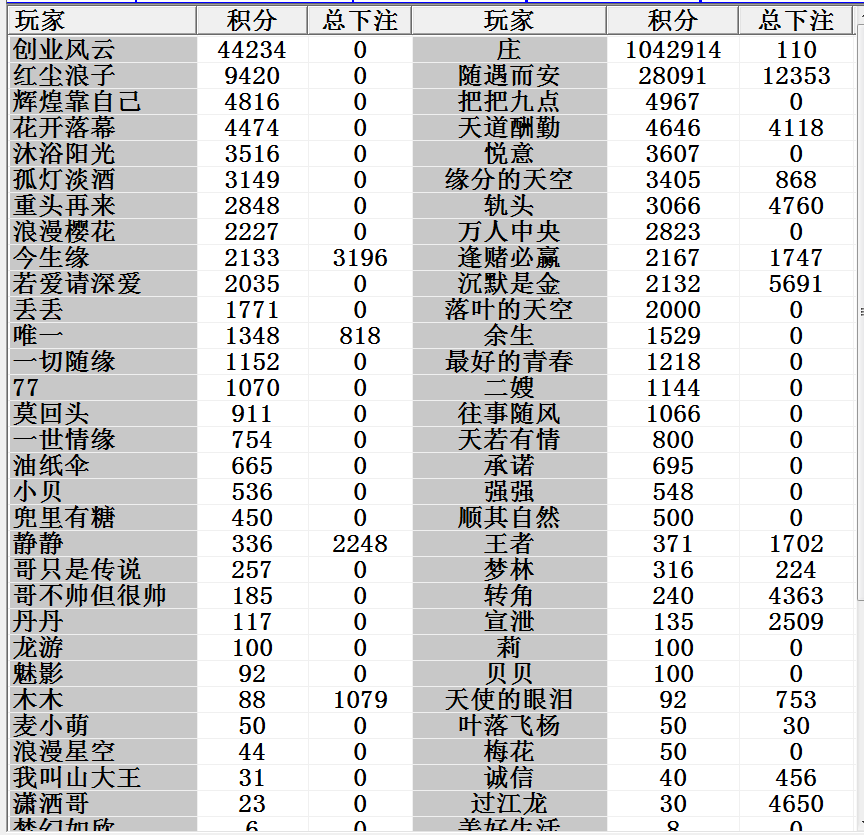 玩家 积分 总下注 玩家 积分 总下注
创业风云 44234 0 庄 1042914 110
红尘浪子 9420 0 随遇而安 28091 12353
辉煌靠自己 4816 0 把把九点 4967 0
花开落幕 4474 0 天道酬勤 4646 4118
沐浴阳光 3516 0 悦意 3607 0
孤灯淡酒 3149 0 缘分的天空 3405 868
重头再来 2848 0 轨头 3066 4760
浪漫樱花 2227 0 万人中央 2823 0
今生缘 2133 3196 逢赌必赢 2167 1747
若爱请深爱 2035 0 沉默是金 2132 5691
丢丢 1771 0 落叶的天空 2000 0
唯一 1348 818 余生 1529 0
一切随缘 1152 0 最好的青春 1218 0
77 1070 0 二嫂 1144 0
莫回头 911 0 往事随风 1066 0
一世情缘 754 0 天若有情 800 0
油纸伞 665 0 承诺 695 0
小贝 536 0 强强 548 0
兜里有糖 450 0 顺其自然 500 0
静静 336 2248 王者 371 1702
哥只是传说 257 0 梦林 316 224
哥不帅但很帅 185 0 转角 240 4363
丹丹 117 0 宣泄 135 2509
龙游 100 0 莉 100 0
魅影 92 0 贝贝 100 0
木木 88 1079 天使的眼泪 92 753
麦小萌 50 0 叶落飞杨 50 30
浪漫星空 44 0 梅花 50 0
我叫山大王 31 0 诚信 40 456
潇洒哥 23 0 过江龙 30 4650
梦幻如欣 6 0 美好生活 8 0